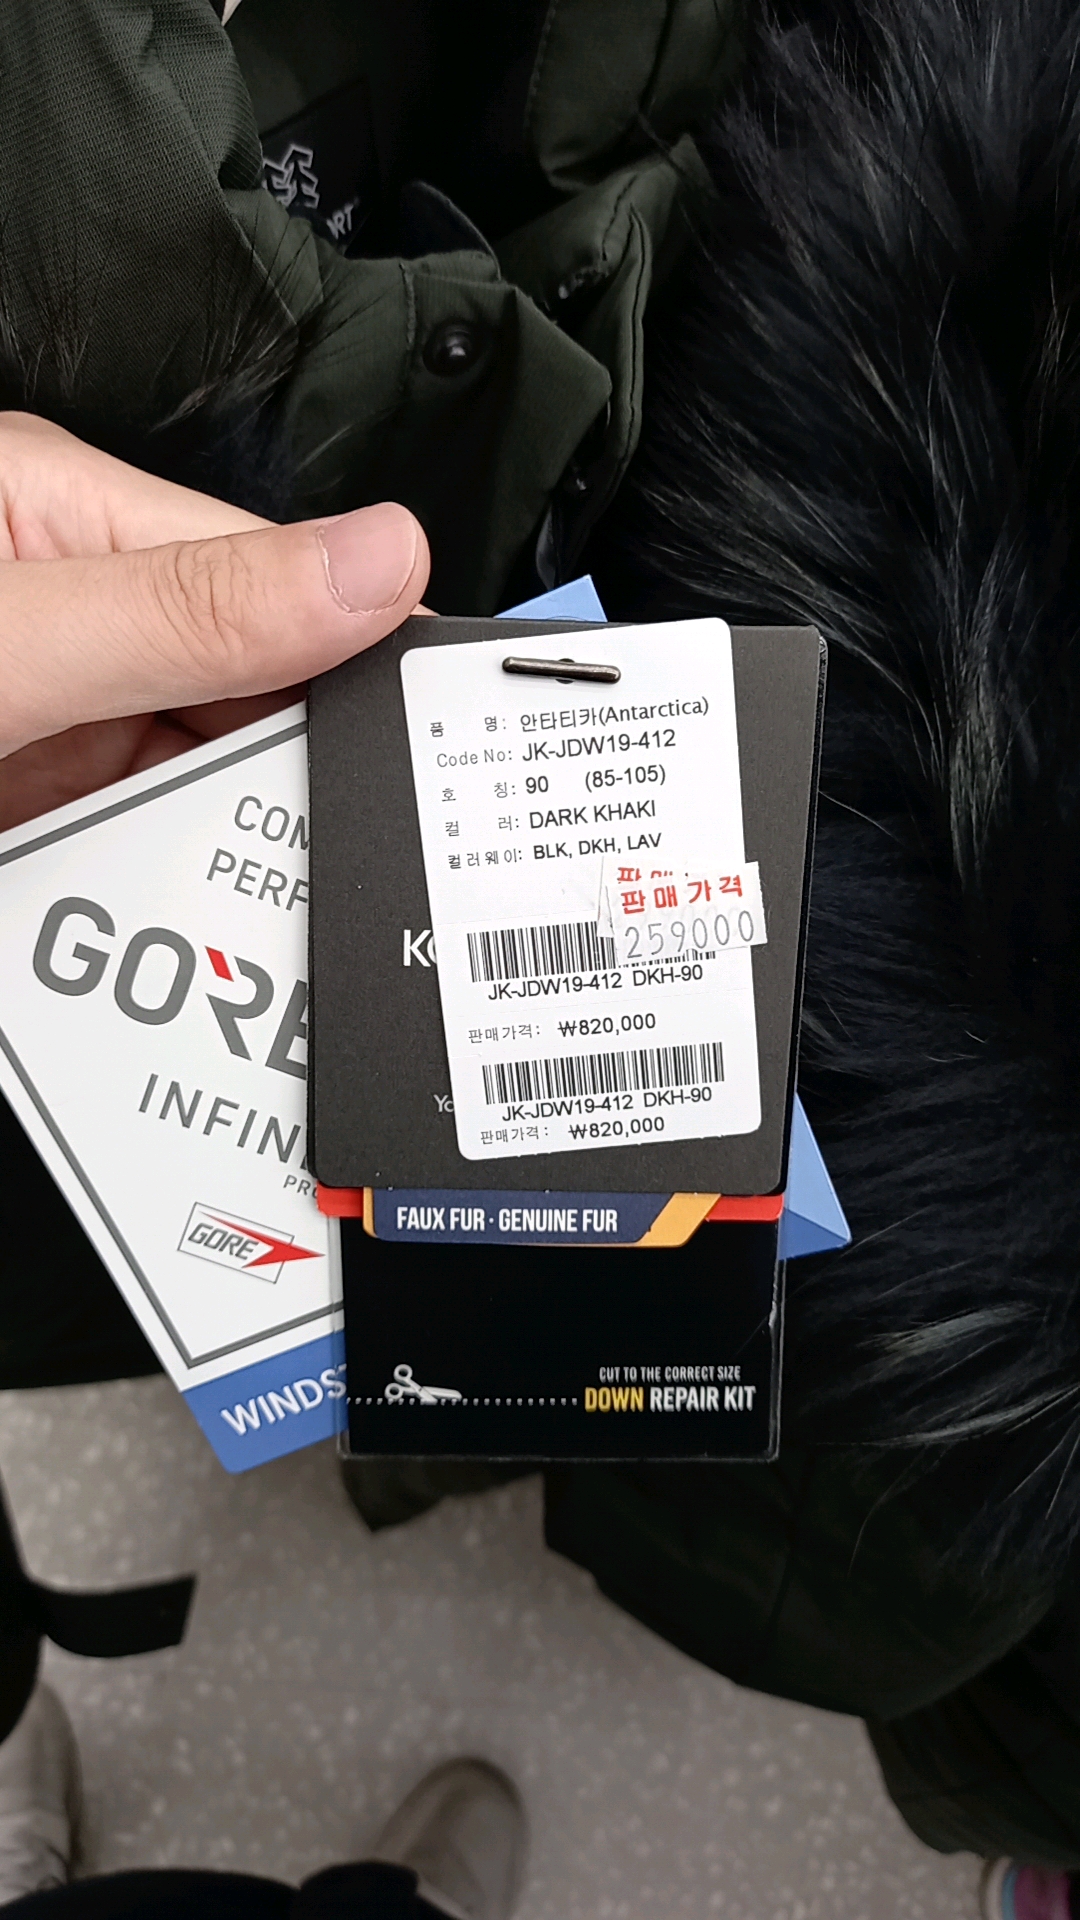 품 명: 안타티카(Antarctica)
Code No: JK-JDW19-412
호 칭: 90 (85-105)
컬 러: DARK KHAKI
컬러웨이: BLK, DKH, LAV
판매가격
259000
JK-JDW19-412 DKH-90
판매가격: ₩820,000
JK-JDW19-412 DKH-90
판매가격: ₩820,000
COM
PERF
GORE
INFIN
PRO
GORE
WINDS
FAUX FUR · GENUINE FUR
CUT TO THE CORRECT SIZE
DOWN REPAIR KIT